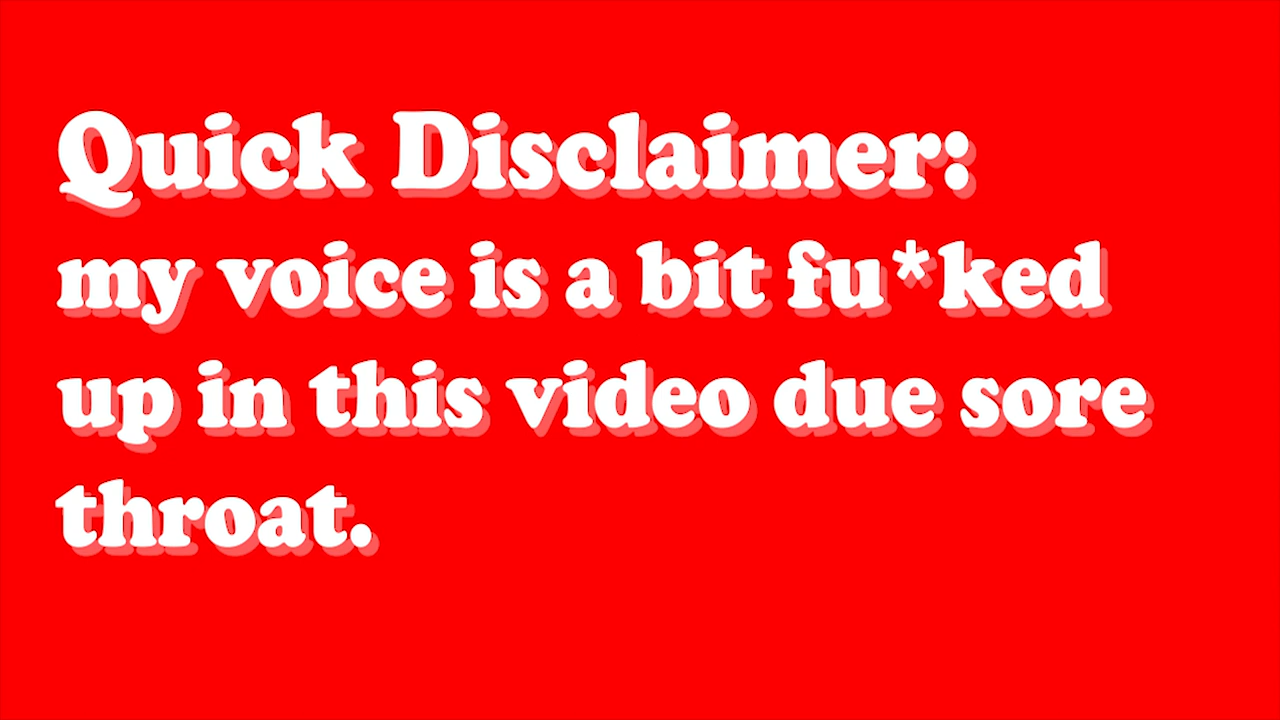 Quick Disclaimer:
my voice is a bit fu*ked
up in this video due sore
throat.